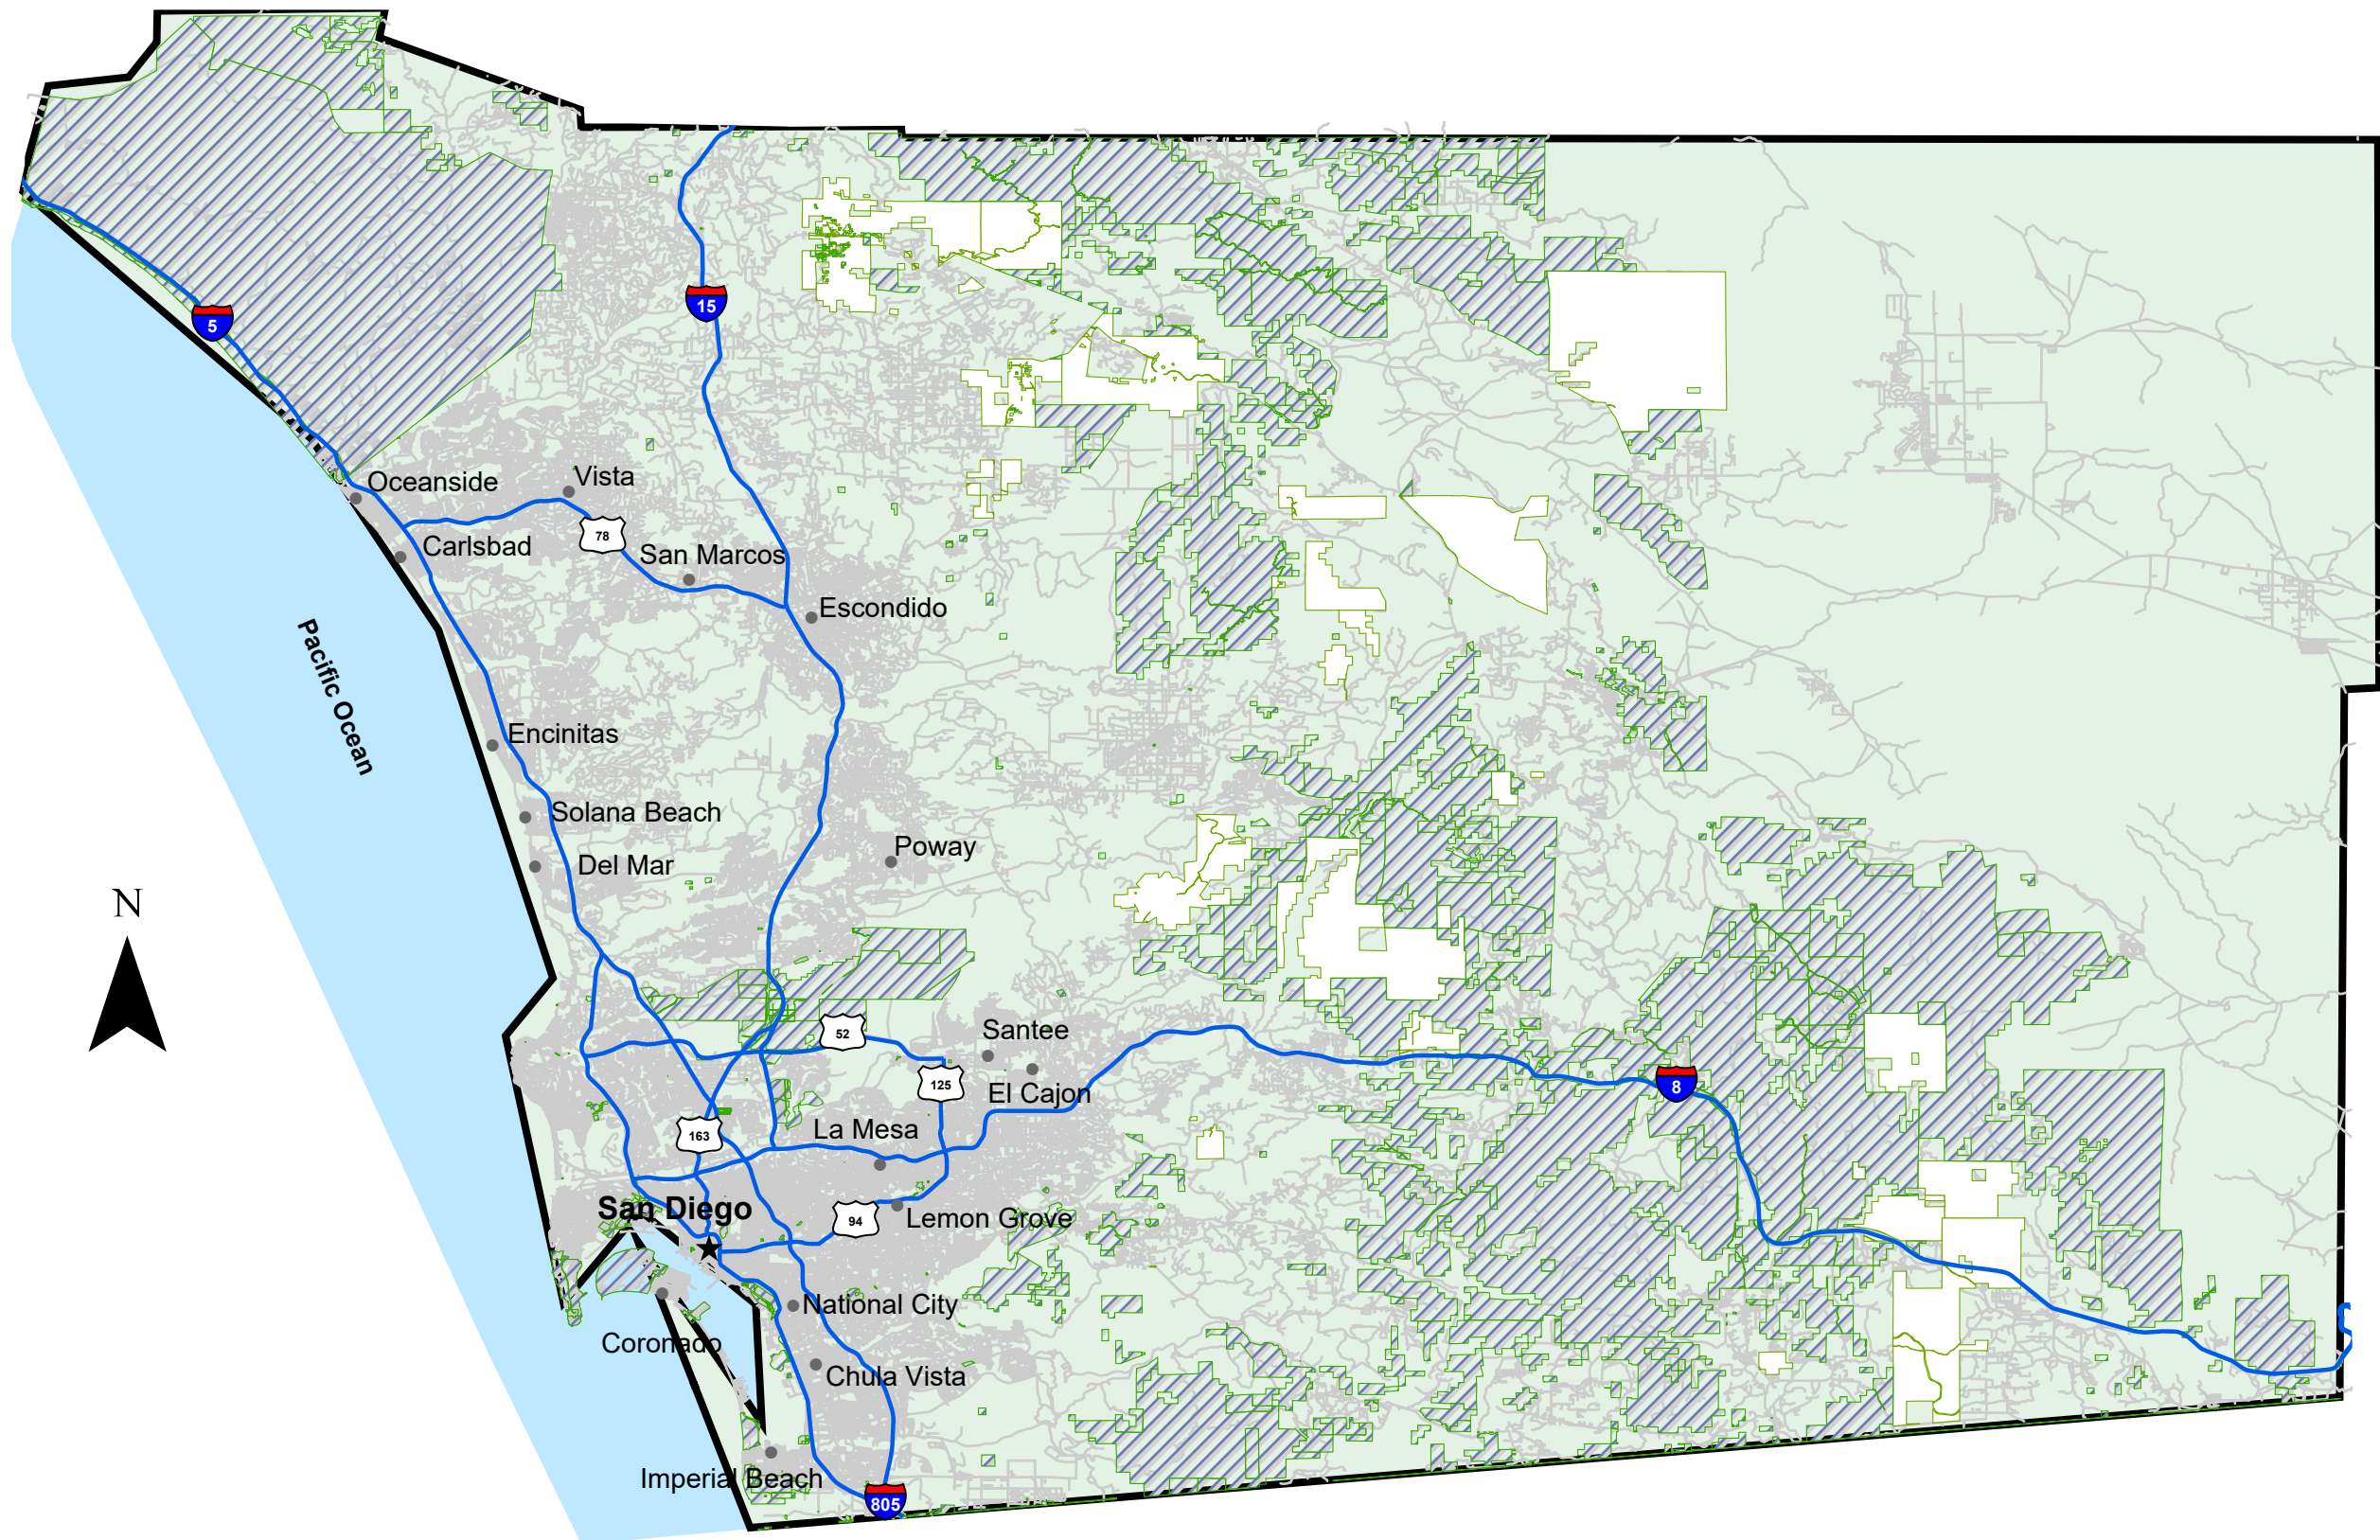 15
5
Oceanside
Vista
78
Carlsbad
San Marcos
Escondido
Pacific Ocean
Encinitas
Solana Beach
Del Mar
Poway
N
52
Santee
125
El Cajon
8
163
La Mesa
San Diego
94
Lemon Grove
National City
Coronado
Chula Vista
Imperial Beach
805